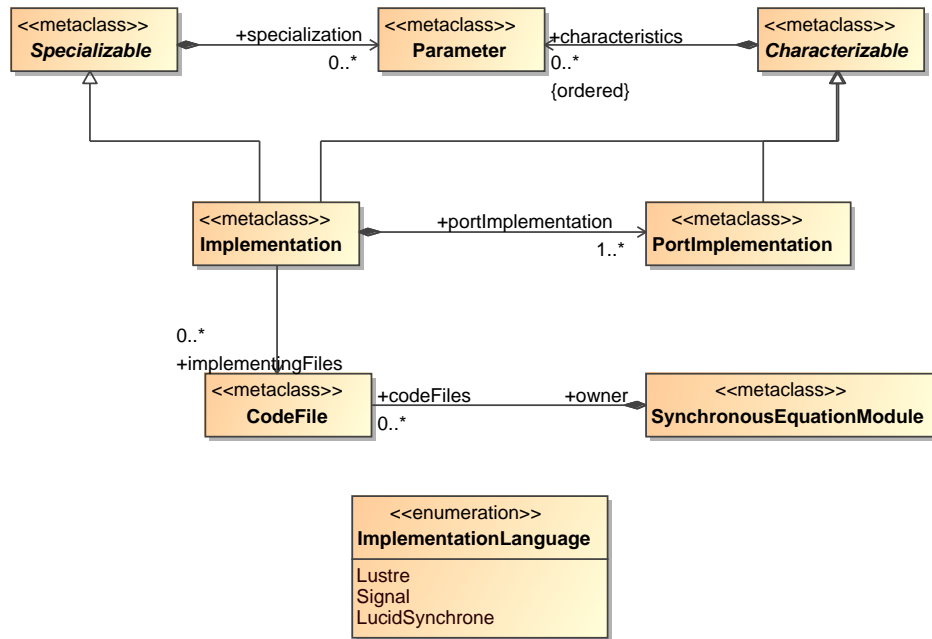 <<metaclass>>
Specializable
+specialization
0..*
<<metaclass>>
Parameter
+characteristics
0..*
{ordered}
<<metaclass>>
Characterizable
<<metaclass>>
Implementation
+portImplementation
1..*
<<metaclass>>
PortImplementation
0..*
+implementingFiles
<<metaclass>>
CodeFile
+codeFiles
0..*
+owner
<<metaclass>>
SynchronousEquationModule
<<enumeration>>
ImplementationLanguage
Lustre
Signal
LucidSynchrone